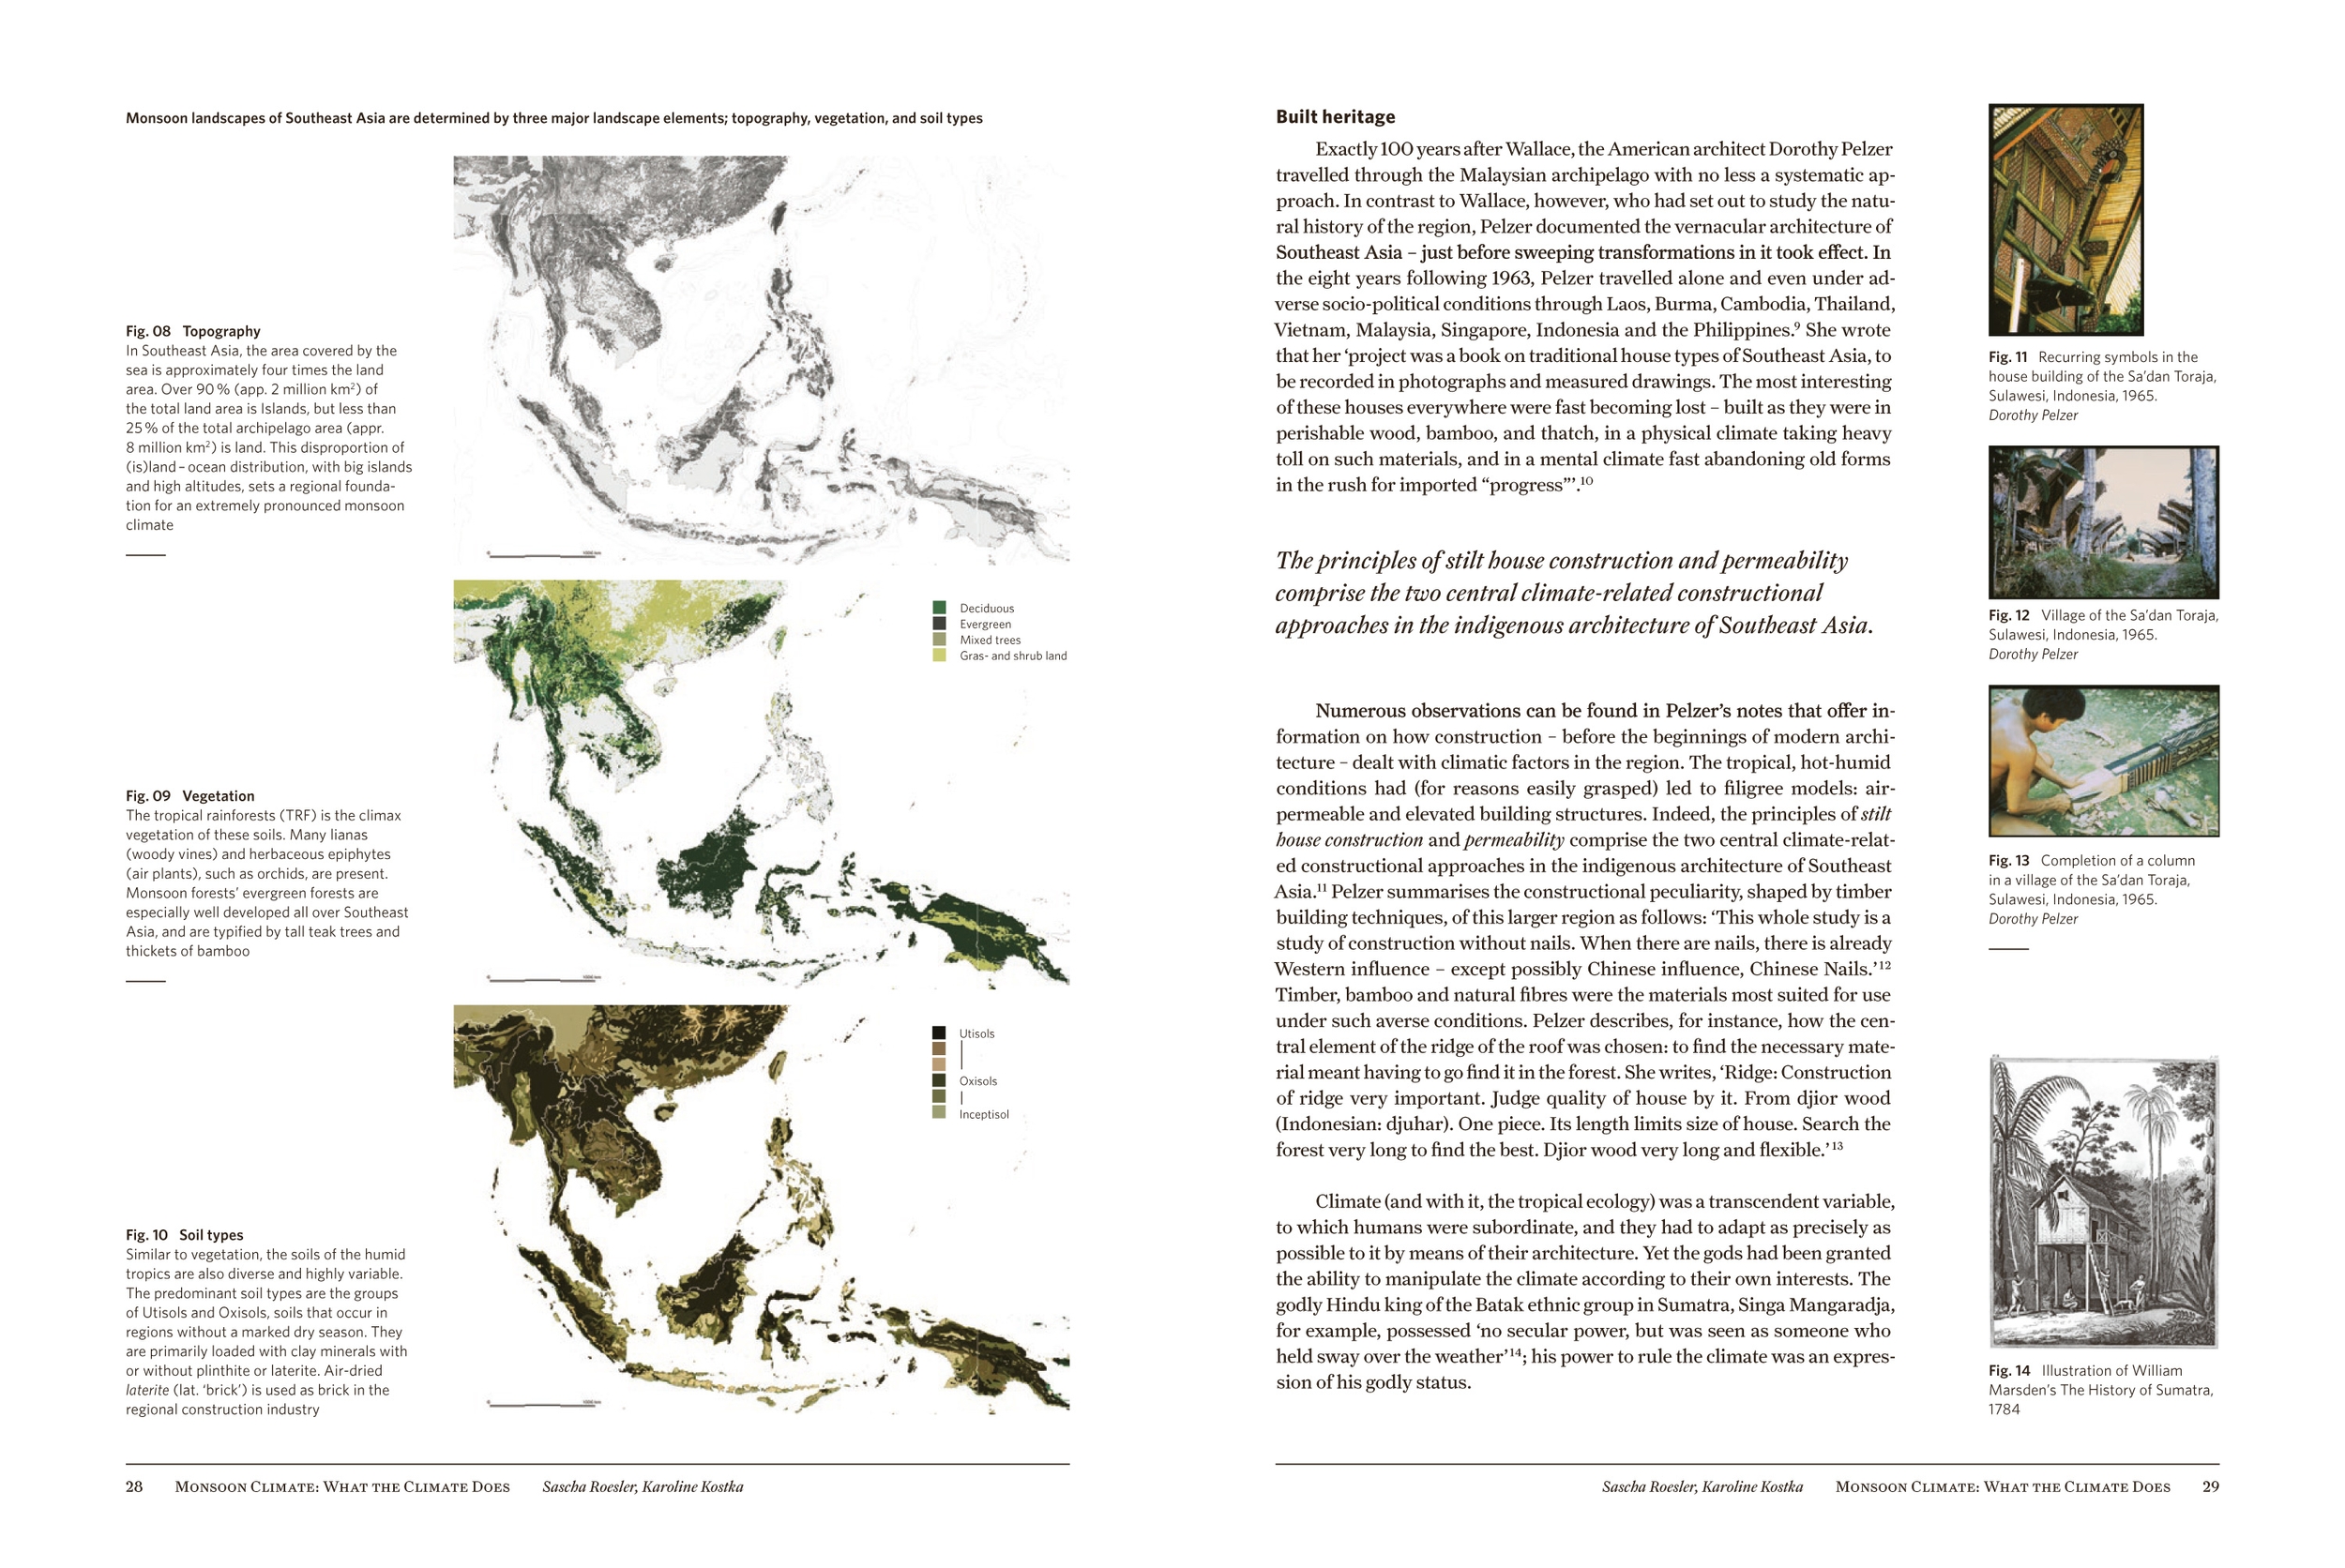 Monsoon landscapes of Southeast Asia are determined by three major landscape elements; topography, vegetation, and soil types
Fig. 08 Topography
In Southeast Asia, the area covered by the
sea is approximately four times the land
area. Over 90 % (app. 2 million km²) of
the total land area is Islands, but less than
25 % of the total archipelago area (appr.
8 million km²) is land. This disproportion of
(is)land – ocean distribution, with big islands
and high altitudes, sets a regional founda-
tion for an extremely pronounced monsoon
climate
Fig. 09 Vegetation
The tropical rainforests (TRF) is the climax
vegetation of these soils. Many lianas
(woody vines) and herbaceous epiphytes
(air plants), such as orchids, are present.
Monsoon forests’ evergreen forests are
especially well developed all over Southeast
Asia, and are typified by tall teak trees and
thickets of bamboo
Deciduous
Evergreen
Mixed trees
Gras- and shrub land
Fig. 10 Soil types
Similar to vegetation, the soils of the humid
tropics are also diverse and highly variable.
The predominant soil types are the groups
of Utisols and Oxisols, soils that occur in
regions without a marked dry season. They
are primarily loaded with clay minerals with
or without plinthite or laterite. Air-dried
laterite (lat. ‘brick’) is used as brick in the
regional construction industry
Utisols
Oxisols
Inceptisol
28 Monsoon Climate: What the Climate Does Sascha Roesler, Karoline Kostka
Built heritage
Exactly 100 years after Wallace, the American architect Dorothy Pelzer
travelled through the Malaysian archipelago with no less a systematic ap-
proach. In contrast to Wallace, however, who had set out to study the natu-
ral history of the region, Pelzer documented the vernacular architecture of
Southeast Asia – just before sweeping transformations in it took effect. In
the eight years following 1963, Pelzer travelled alone and even under ad-
verse socio-political conditions through Laos, Burma, Cambodia, Thailand,
Vietnam, Malaysia, Singapore, Indonesia and the Philippines.⁹ She wrote
that her ‘project was a book on traditional house types of Southeast Asia, to
be recorded in photographs and measured drawings. The most interesting
of these houses everywhere were fast becoming lost – built as they were in
perishable wood, bamboo, and thatch, in a physical climate taking heavy
toll on such materials, and in a mental climate fast abandoning old forms
in the rush for imported “progress”’.¹⁰
The principles of stilt house construction and permeability
comprise the two central climate-related constructional
approaches in the indigenous architecture of Southeast Asia.
Numerous observations can be found in Pelzer’s notes that offer in-
formation on how construction – before the beginnings of modern archi-
tecture – dealt with climatic factors in the region. The tropical, hot-humid
conditions had (for reasons easily grasped) led to filigree models: air-
permeable and elevated building structures. Indeed, the principles of stilt
house construction and permeability comprise the two central climate-relat-
ed constructional approaches in the indigenous architecture of Southeast
Asia.¹¹ Pelzer summarises the constructional peculiarity, shaped by timber
building techniques, of this larger region as follows: ‘This whole study is a
study of construction without nails. When there are nails, there is already
Western influence – except possibly Chinese influence, Chinese Nails.’¹²
Timber, bamboo and natural fibres were the materials most suited for use
under such averse conditions. Pelzer describes, for instance, how the cen-
tral element of the ridge of the roof was chosen: to find the necessary mate-
rial meant having to go find it in the forest. She writes, ‘Ridge: Construction
of ridge very important. Judge quality of house by it. From djior wood
(Indonesian: djuhar). One piece. Its length limits size of house. Search the
forest very long to find the best. Djior wood very long and flexible.’¹³
Climate (and with it, the tropical ecology) was a transcendent variable,
to which humans were subordinate, and they had to adapt as precisely as
possible to it by means of their architecture. Yet the gods had been granted
the ability to manipulate the climate according to their own interests. The
godly Hindu king of the Batak ethnic group in Sumatra, Singa Mangaradja,
for example, possessed ‘no secular power, but was seen as someone who
held sway over the weather’¹⁴; his power to rule the climate was an expres-
sion of his godly status.
Fig. 11 Recurring symbols in the
house building of the Sa’dan Toraja,
Sulawesi, Indonesia, 1965.
Dorothy Pelzer
Fig. 12 Village of the Sa’dan Toraja,
Sulawesi, Indonesia, 1965.
Dorothy Pelzer
Fig. 13 Completion of a column
in a village of the Sa’dan Toraja,
Sulawesi, Indonesia, 1965.
Dorothy Pelzer
Fig. 14 Illustration of William
Marsden’s The History of Sumatra,
1784
Sascha Roesler, Karoline Kostka Monsoon Climate: What the Climate Does 29